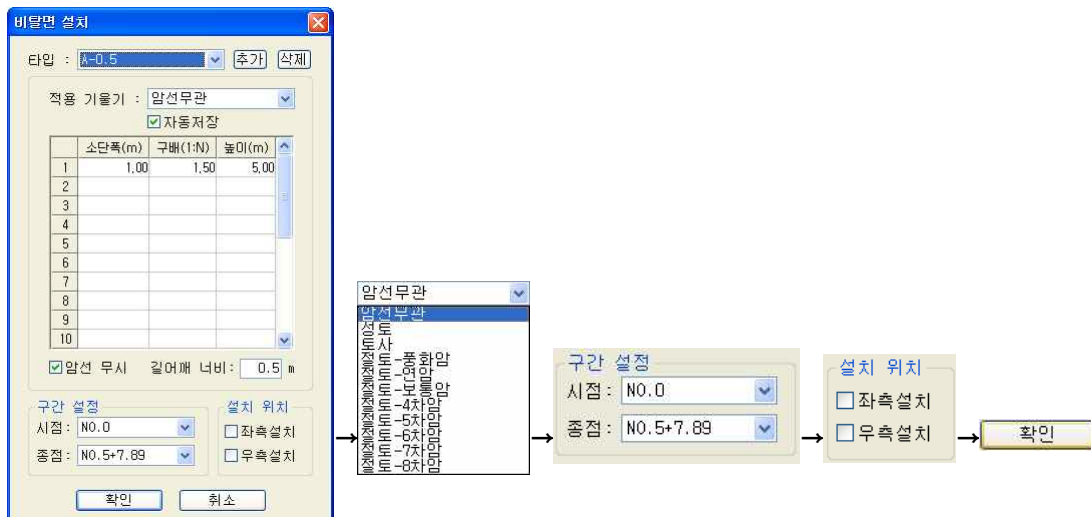 비탈면 설치
타입 : A-0.5 추가 삭제
적용 기울기 : 암선무관
자동저장
소단폭(m) 구배(1:N) 높이(m)
1 1.00 1.50 5.00
2
3
4
5
6
7
8
9
10
암선 무시 길어깨 너비: 0.5 m
구간 설정
시점: NO.0
종점: NO.5+7.89
설치 위치
좌측설치
우측설치
확인 취소
→
암선무관
암선무관
성토
토사
절토-풍화암
절토-연암
절토-보통암
절토-4차암
절토-5차암
절토-6차암
절토-7차암
절토-8차암
→
구간 설정
시점: NO.0
종점: NO.5+7.89
→
설치 위치
좌측설치
우측설치
→
확인